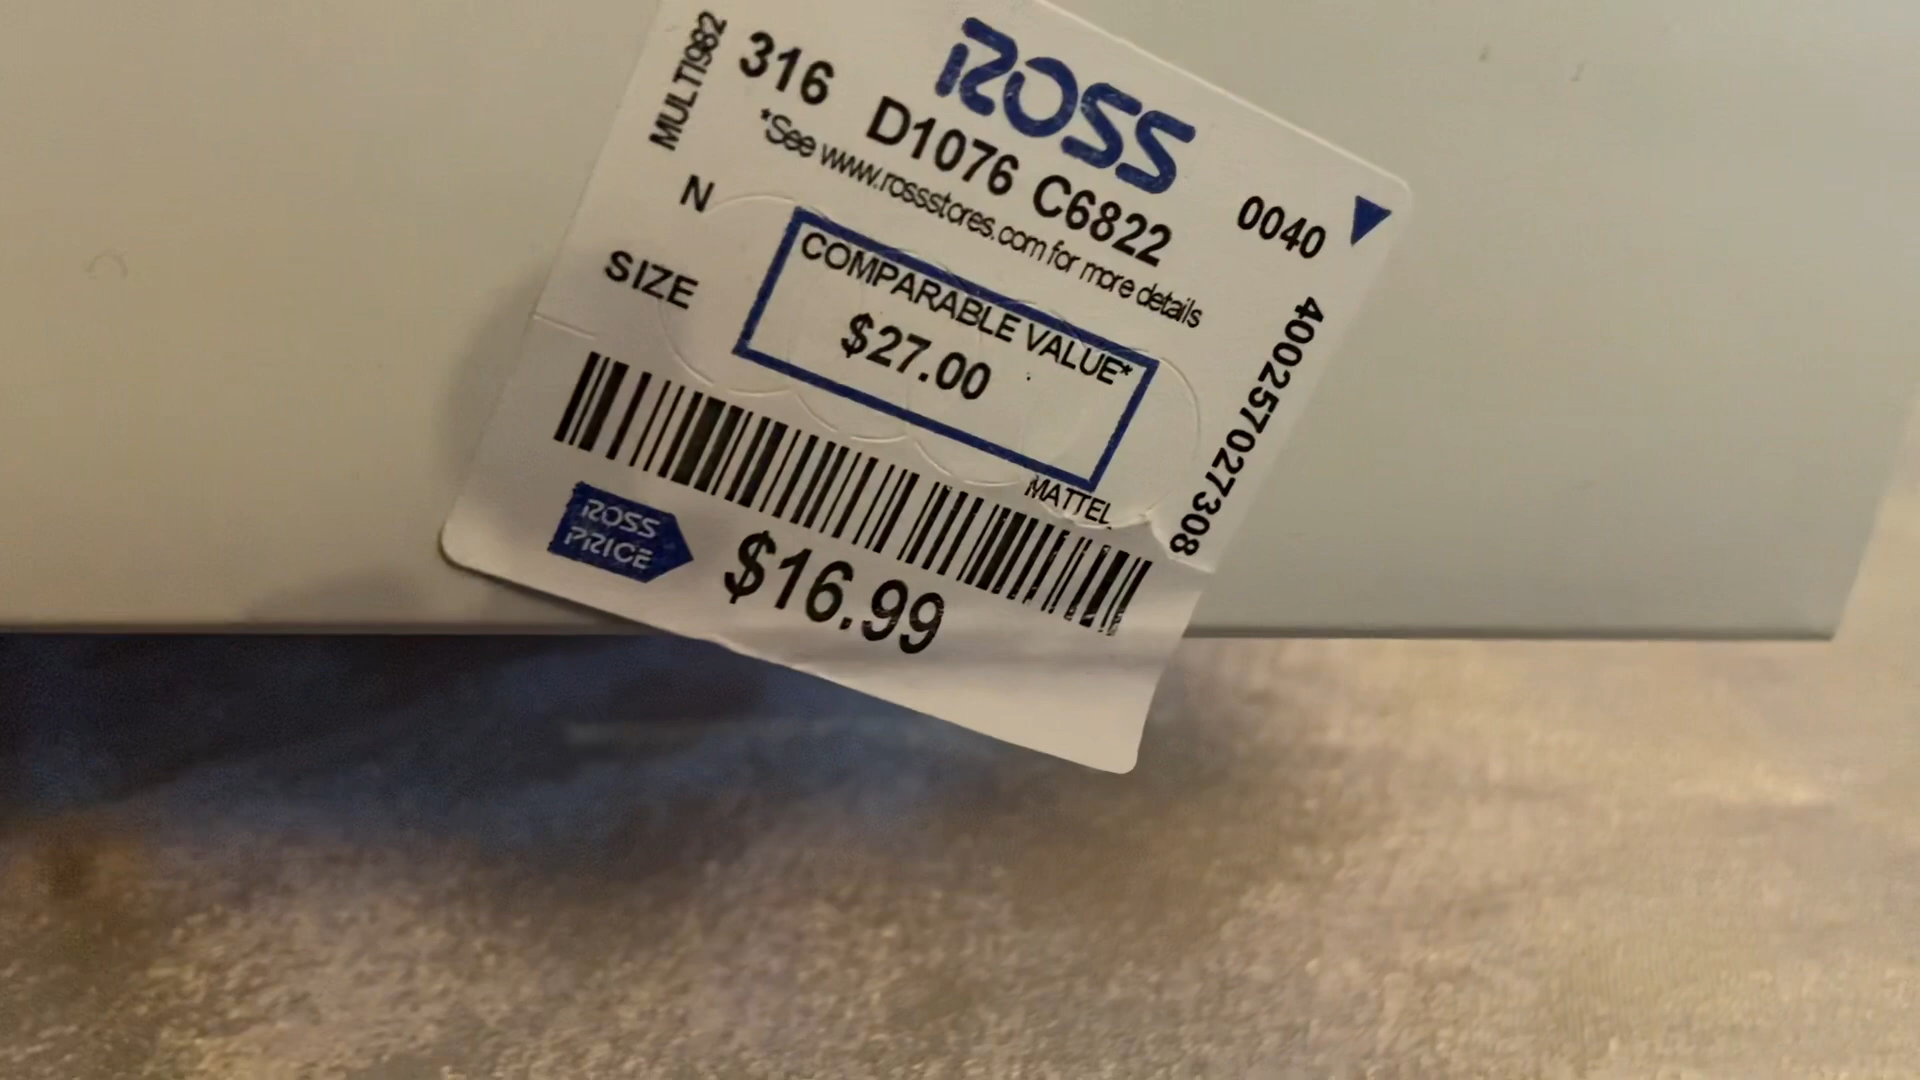 ROSS
MULTI982
316 D1076 C6822 0040
*See www.rossstores.com for more details
N
SIZE
COMPARABLE VALUE*
$27.00
MATTEL
400257027308
ROSS
PRICE
$16.99